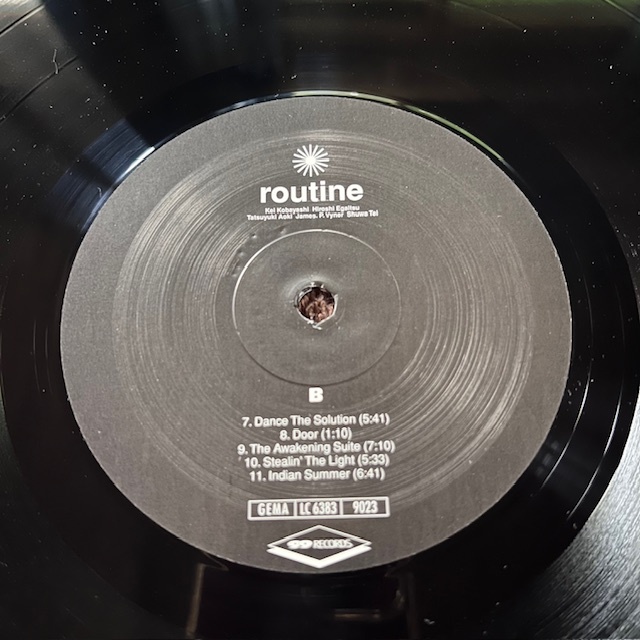 routine
Kei Kobayashi Hiroshi Egaitsu
Tatsuyuki Aoki James. P. Vyner Shuwa Tei
B
7. Dance The Solution (5:41)
8. Door (1:10)
9. The Awakening Suite (7:10)
10. Stealin' The Light (5:33)
11. Indian Summer (6:41)
GEMA LC 6383 9023
RECORDS